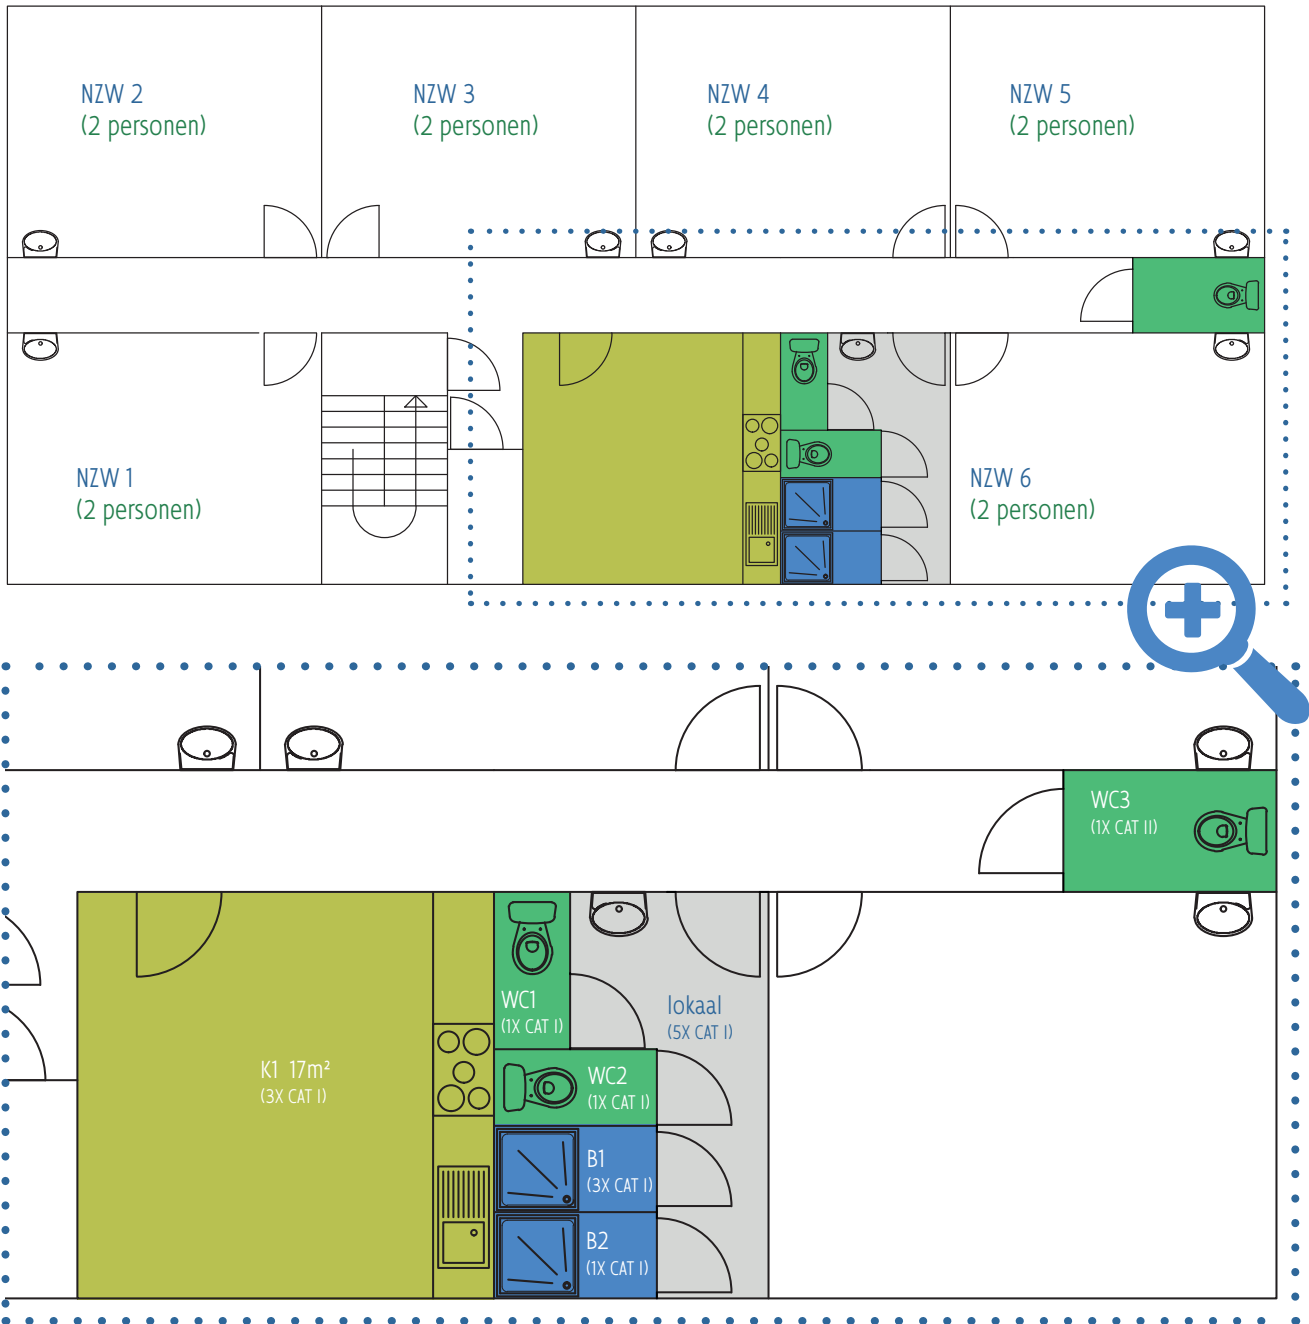 NZW 2
(2 personen)
NZW 3
(2 personen)
NZW 4
(2 personen)
NZW 5
(2 personen)
NZW 1
(2 personen)
NZW 6
(2 personen)
WC3
(1X CAT II)
WC1
(1X CAT I)
lokaal
(5X CAT I)
K1 17m²
(3X CAT I)
WC2
(1X CAT I)
B1
(3X CAT I)
B2
(1X CAT I)